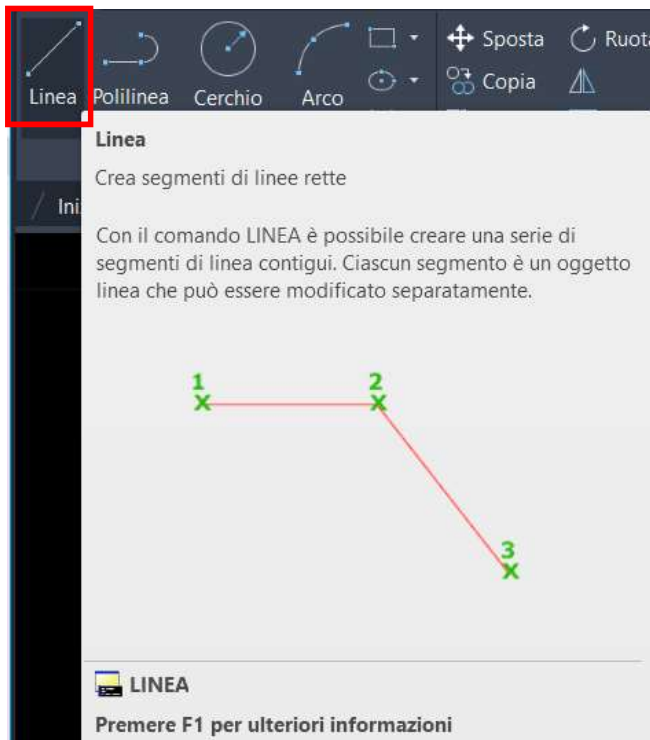 Linea Polilinea Cerchio Arco
Sposta Ruota
Copia
Linea
Crea segmenti di linee rette
Ini
Con il comando LINEA è possibile creare una serie di
segmenti di linea contigui. Ciascun segmento è un oggetto
linea che può essere modificato separatamente.
1 2
3
LINEA
Premere F1 per ulteriori informazioni